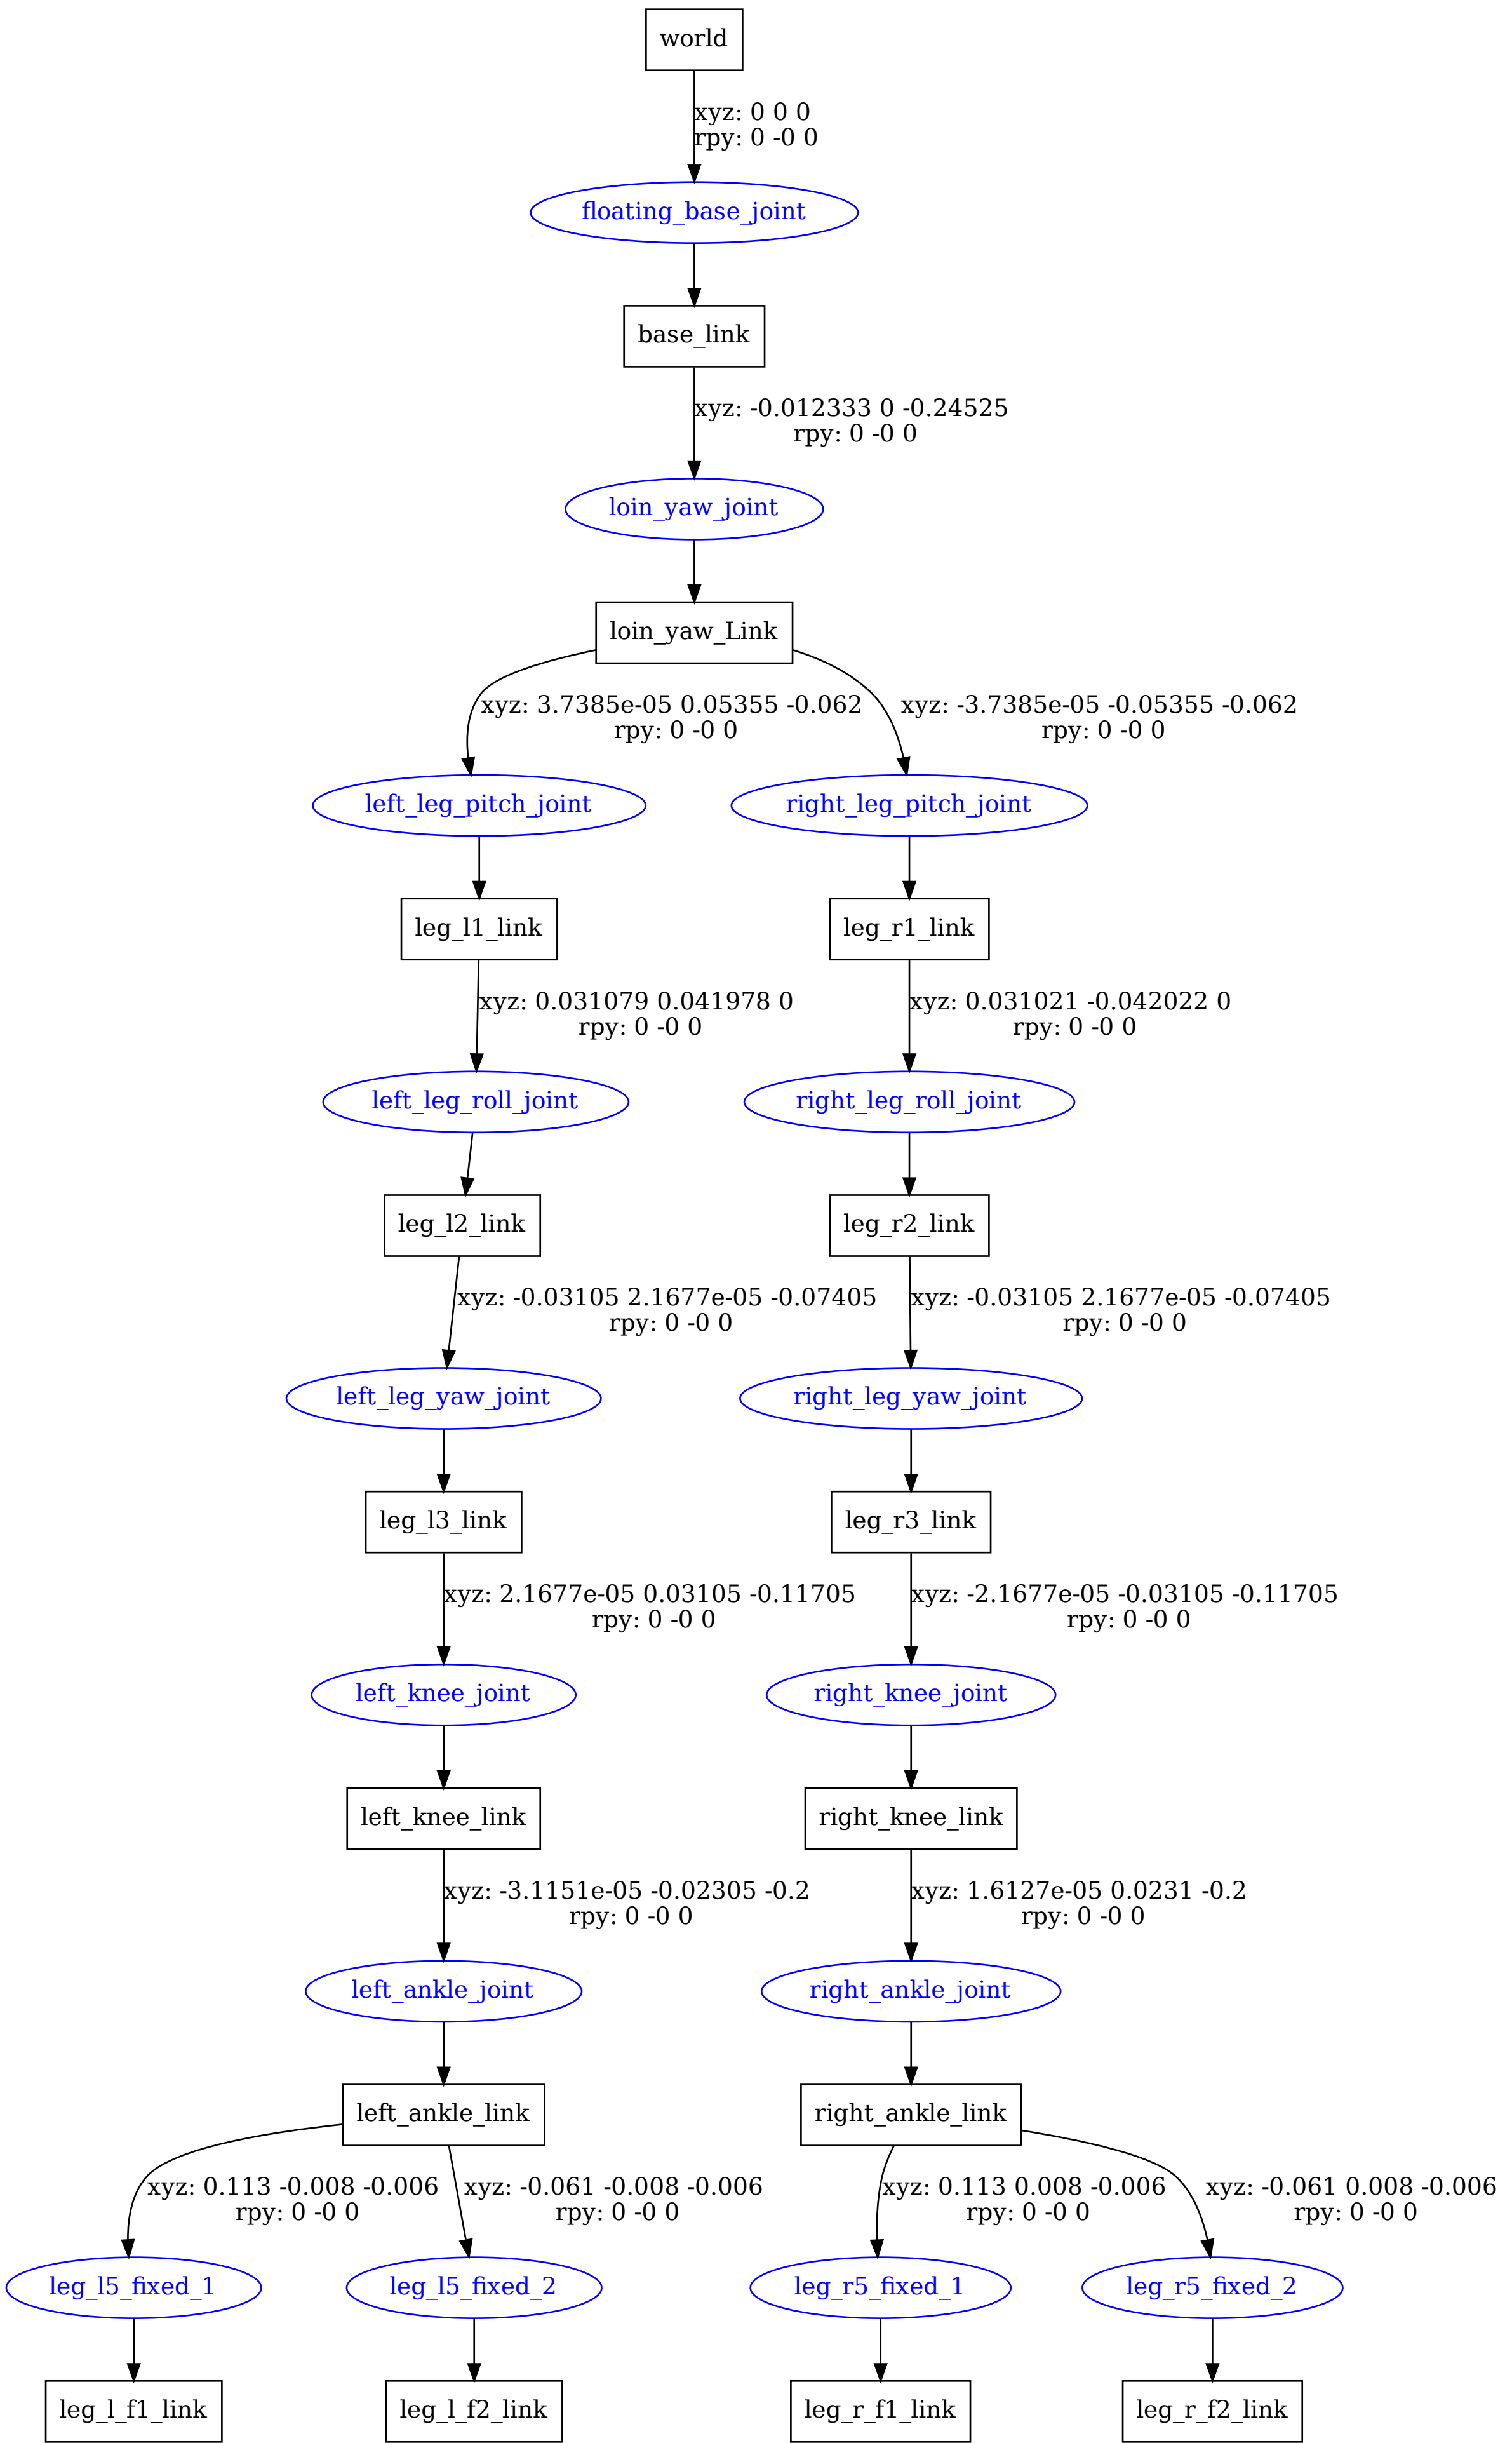 world
xyz: 0 0 0
rpy: 0 -0 0
floating_base_joint
base_link
xyz: -0.012333 0 -0.24525
rpy: 0 -0 0
loin_yaw_joint
loin_yaw_Link
xyz: 3.7385e-05 0.05355 -0.062
rpy: 0 -0 0
xyz: -3.7385e-05 -0.05355 -0.062
rpy: 0 -0 0
left_leg_pitch_joint
right_leg_pitch_joint
leg_l1_link
leg_r1_link
xyz: 0.031079 0.041978 0
rpy: 0 -0 0
xyz: 0.031021 -0.042022 0
rpy: 0 -0 0
left_leg_roll_joint
right_leg_roll_joint
leg_l2_link
leg_r2_link
xyz: -0.03105 2.1677e-05 -0.07405
rpy: 0 -0 0
xyz: -0.03105 2.1677e-05 -0.07405
rpy: 0 -0 0
left_leg_yaw_joint
right_leg_yaw_joint
leg_l3_link
leg_r3_link
xyz: 2.1677e-05 0.03105 -0.11705
rpy: 0 -0 0
xyz: -2.1677e-05 -0.03105 -0.11705
rpy: 0 -0 0
left_knee_joint
right_knee_joint
left_knee_link
right_knee_link
xyz: -3.1151e-05 -0.02305 -0.2
rpy: 0 -0 0
xyz: 1.6127e-05 0.0231 -0.2
rpy: 0 -0 0
left_ankle_joint
right_ankle_joint
left_ankle_link
right_ankle_link
xyz: 0.113 -0.008 -0.006
rpy: 0 -0 0
xyz: -0.061 -0.008 -0.006
rpy: 0 -0 0
xyz: 0.113 0.008 -0.006
rpy: 0 -0 0
xyz: -0.061 0.008 -0.006
rpy: 0 -0 0
leg_l5_fixed_1
leg_l5_fixed_2
leg_r5_fixed_1
leg_r5_fixed_2
leg_l_f1_link
leg_l_f2_link
leg_r_f1_link
leg_r_f2_link